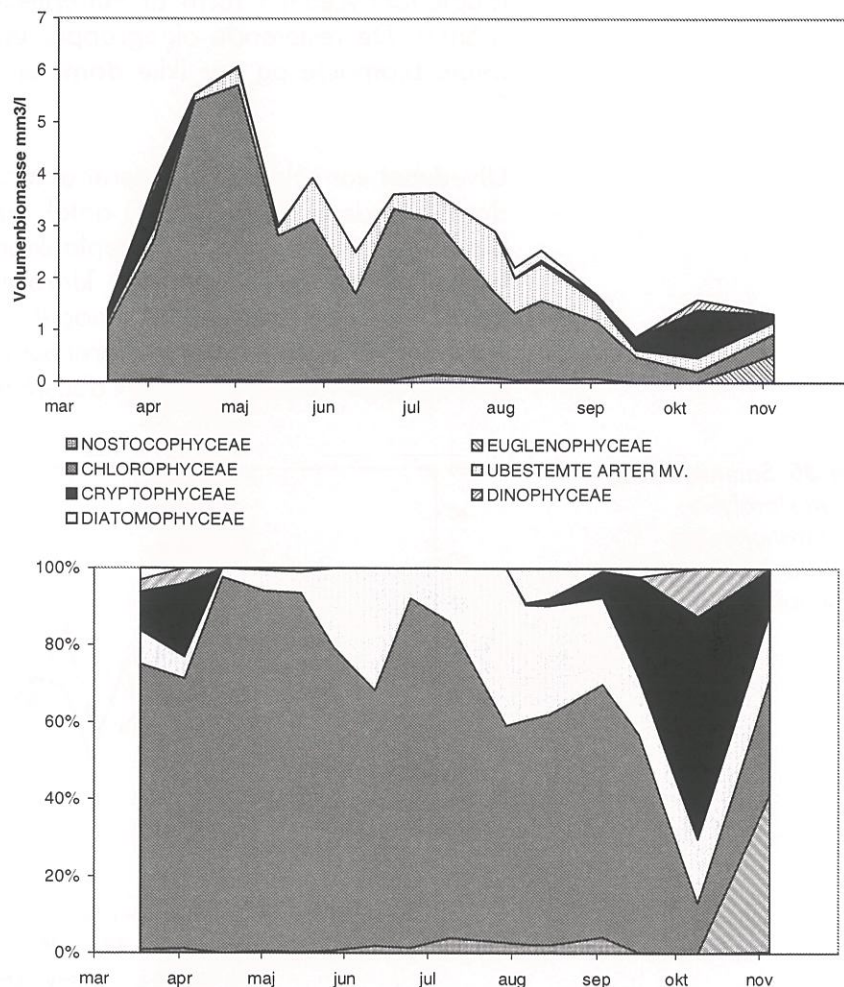 Volumenbiomasse mm3/l
7
6
5
4
3
2
1
0
mar apr maj jun jul aug sep okt nov
NOSTOCOPHYCEAE EUGLENOPHYCEAE
CHLOROPHYCEAE UBESTEMTE ARTER MV.
CRYPTOPHYCEAE DINOPHYCEAE
DIATOMOPHYCEAE
100%
80%
60%
40%
20%
0%
mar apr maj jun jul aug sep okt nov